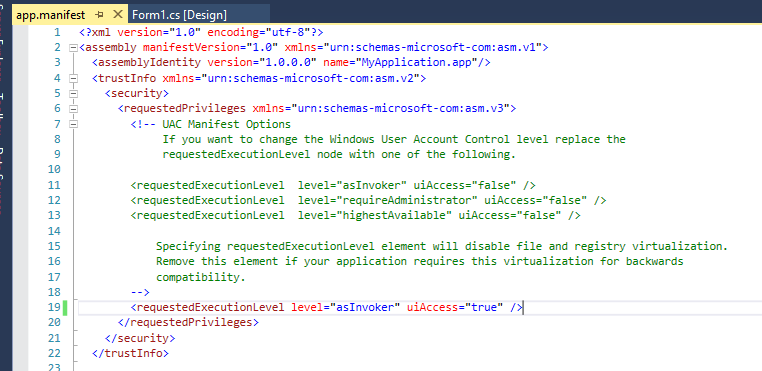 app.manifest Form1.cs [Design]
1 <?xml version="1.0" encoding="utf-8"?>
2 <assembly manifestVersion="1.0" xmlns="urn:schemas-microsoft-com:asm.v1">
3 <assemblyIdentity version="1.0.0.0" name="MyApplication.app"/>
4 <trustInfo xmlns="urn:schemas-microsoft-com:asm.v2">
5 <security>
6 <requestedPrivileges xmlns="urn:schemas-microsoft-com:asm.v3">
7 <!-- UAC Manifest Options
8 If you want to change the Windows User Account Control level replace the
9 requestedExecutionLevel node with one of the following.
10
11 <requestedExecutionLevel  level="asInvoker" uiAccess="false" />
12 <requestedExecutionLevel  level="requireAdministrator" uiAccess="false" />
13 <requestedExecutionLevel  level="highestAvailable" uiAccess="false" />
14
15 Specifying requestedExecutionLevel element will disable file and registry virtualization.
16 Remove this element if your application requires this virtualization for backwards
17 compatibility.
18 -->
19 <requestedExecutionLevel level="asInvoker" uiAccess="true" />
20 </requestedPrivileges>
21 </security>
22 </trustInfo>
23